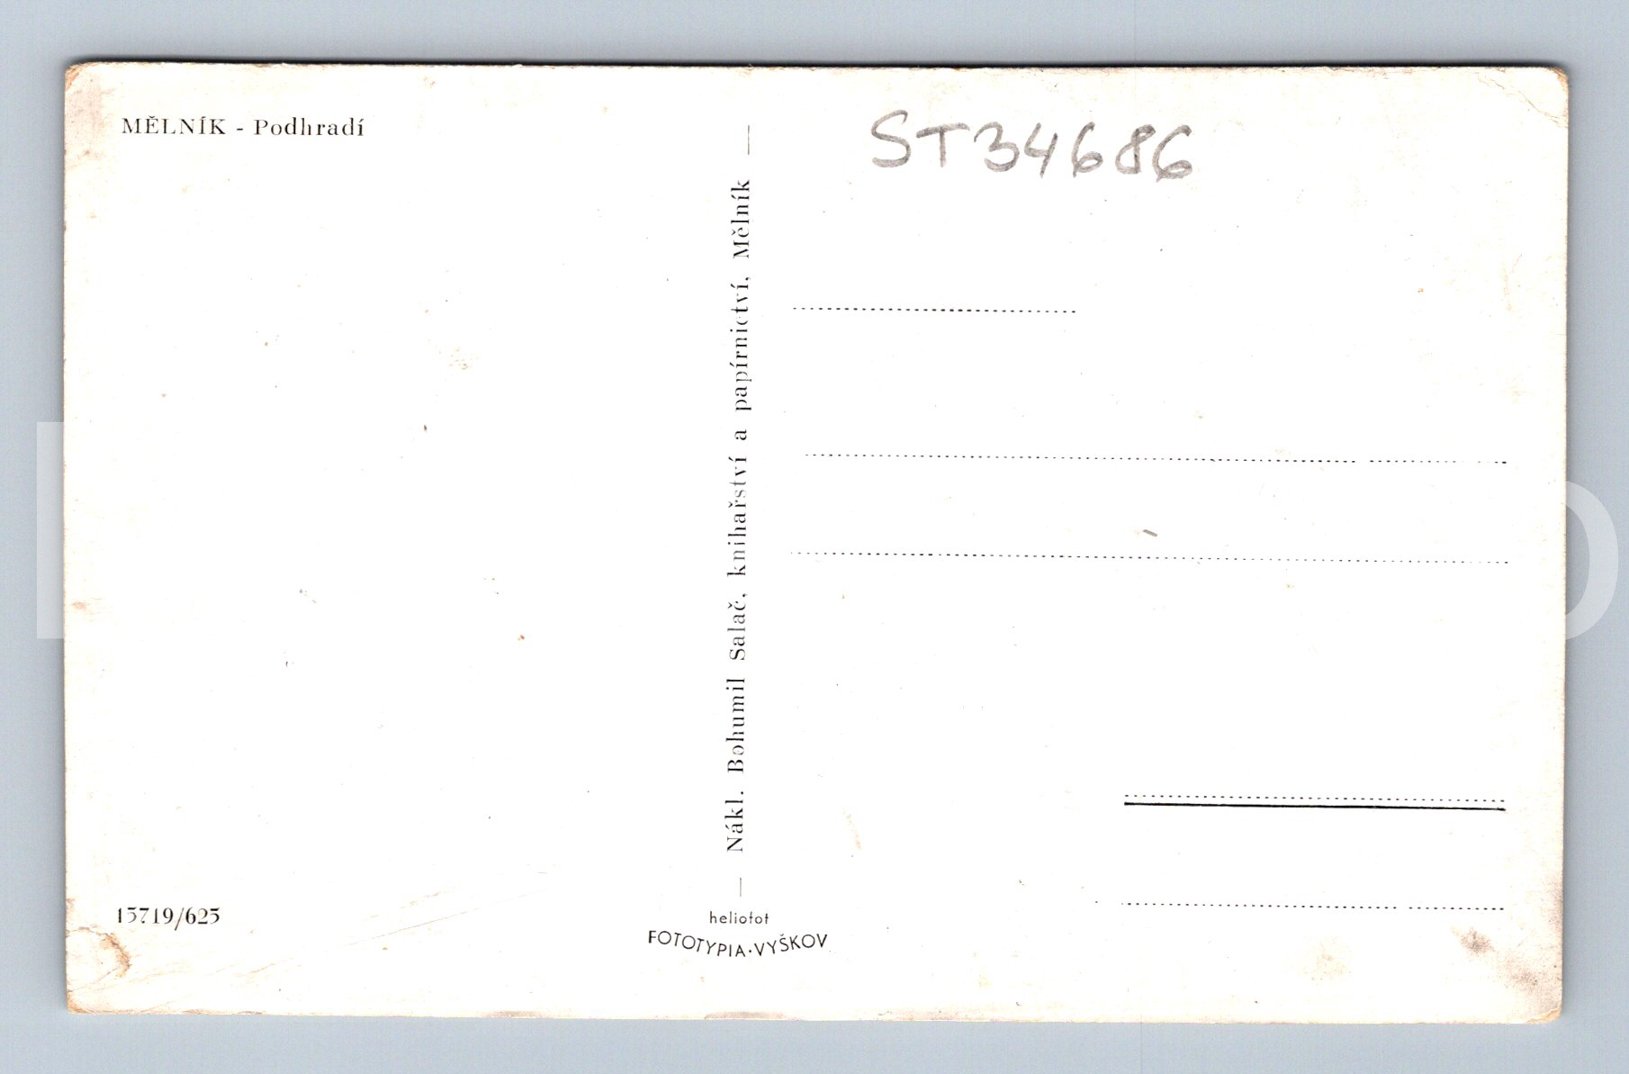 MĚLNÍK - Podhradí
ST34686
Nákl. Bohumil Salač, knihařství a papírnictví, Mělník
15719/625
heliofot
FOTOTYPIA-VYŠKOV